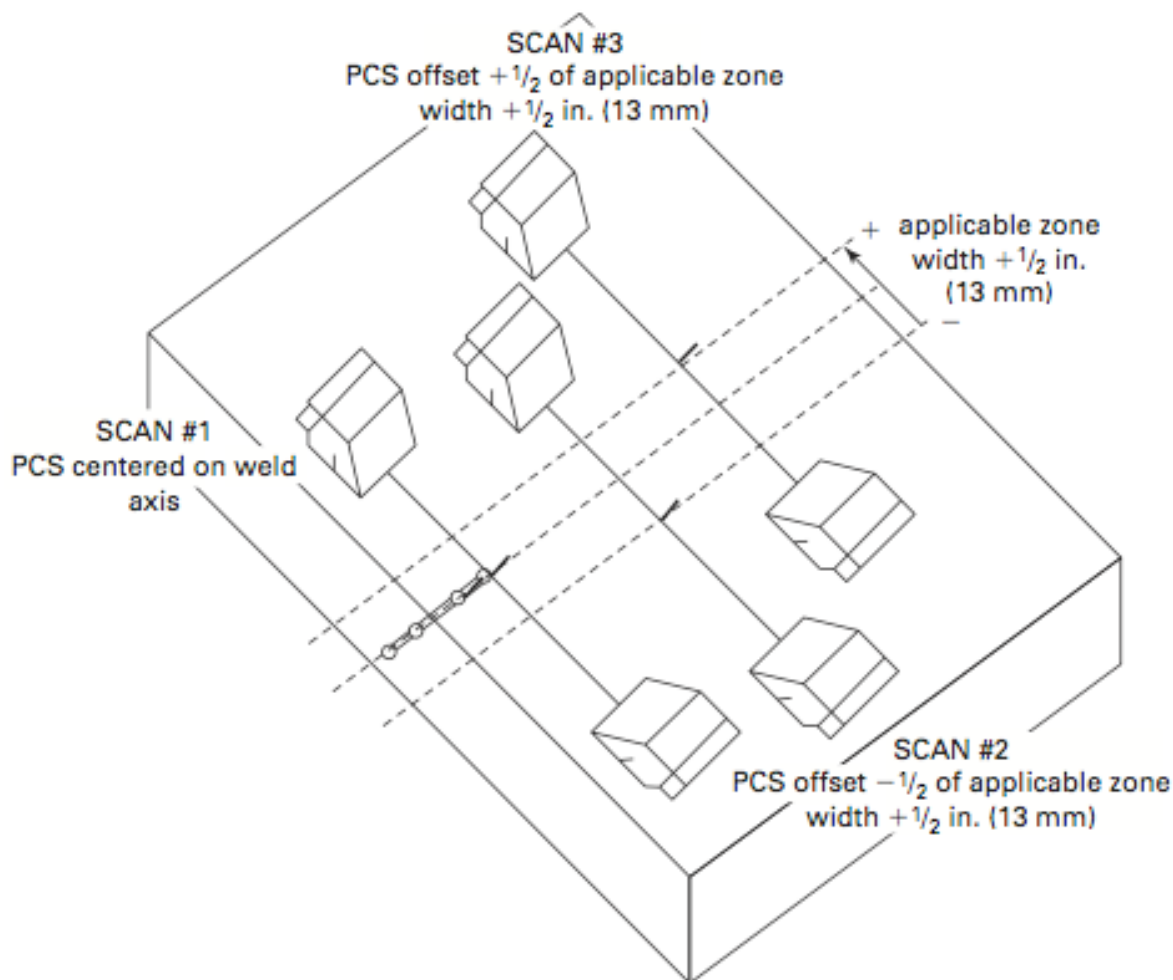 SCAN #3
PCS offset +1/2 of applicable zone
width +1/2 in. (13 mm)
+ applicable zone
width +1/2 in.
(13 mm)
−
SCAN #1
PCS centered on weld
axis
SCAN #2
PCS offset −1/2 of applicable zone
width +1/2 in. (13 mm)